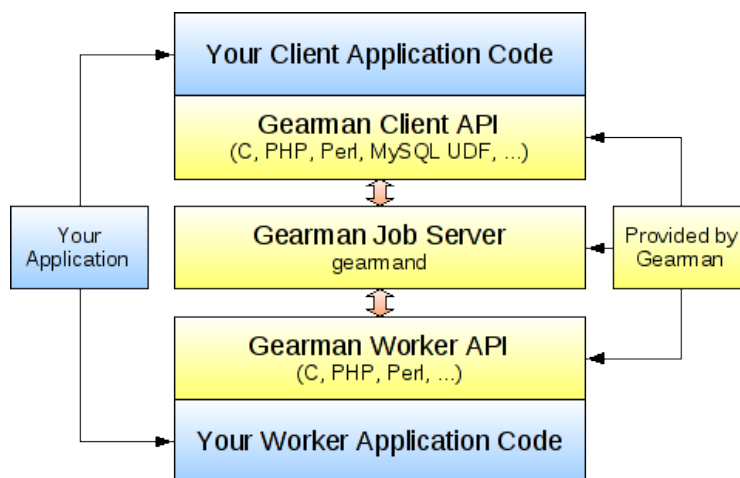 Your Client Application Code
Gearman Client API
(C, PHP, Perl, MySQL UDF, ...)
Your
Application
Gearman Job Server
gearmand
Provided by
Gearman
Gearman Worker API
(C, PHP, Perl, ...)
Your Worker Application Code